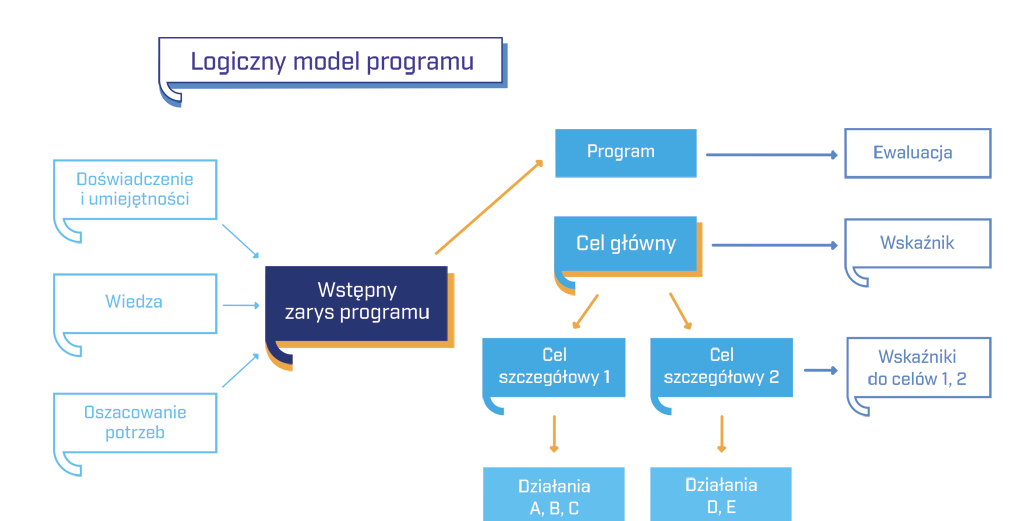 Logiczny model programu
Program
Ewaluacja
Doświadczenie
i umiejętności
Cel główny
Wskaźnik
Wiedza
Wstępny
zarys programu
Cel
szczegółowy 1
Cel
szczegółowy 2
Wskaźniki
do celów 1, 2
Oszacowanie
potrzeb
Działania
A, B, C
Działania
D, E